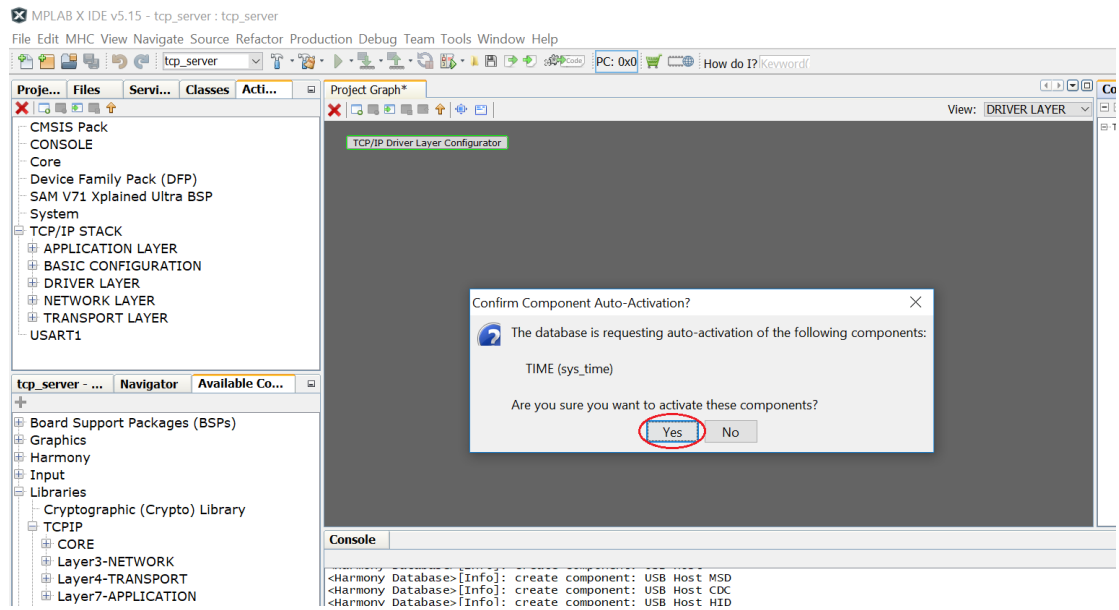 MPLAB X IDE v5.15 - tcp_server : tcp_server
File Edit MHC View Navigate Source Refactor Production Debug Team Tools Window Help
tcp_server
PC: 0x0
How do I?
Proje... Files Servi... Classes Acti...
CMSIS Pack
CONSOLE
Core
Device Family Pack (DFP)
SAM V71 Xplained Ultra BSP
System
TCP/IP STACK
APPLICATION LAYER
BASIC CONFIGURATION
DRIVER LAYER
NETWORK LAYER
TRANSPORT LAYER
USART1
tcp_server - ... Navigator Available Co...
Board Support Packages (BSPs)
Graphics
Harmony
Input
Libraries
Cryptographic (Crypto) Library
TCPIP
CORE
Layer3-NETWORK
Layer4-TRANSPORT
Layer7-APPLICATION
Project Graph*
View: DRIVER LAYER
TCP/IP Driver Layer Configurator
Confirm Component Auto-Activation?
The database is requesting auto-activation of the following components:
TIME (sys_time)
Are you sure you want to activate these components?
Yes No
Console
<Harmony Database>[Info]: create component: USB Host MSD
<Harmony Database>[Info]: create component: USB Host CDC
<Harmony Database>[Info]: create component: USB Host HID
Co